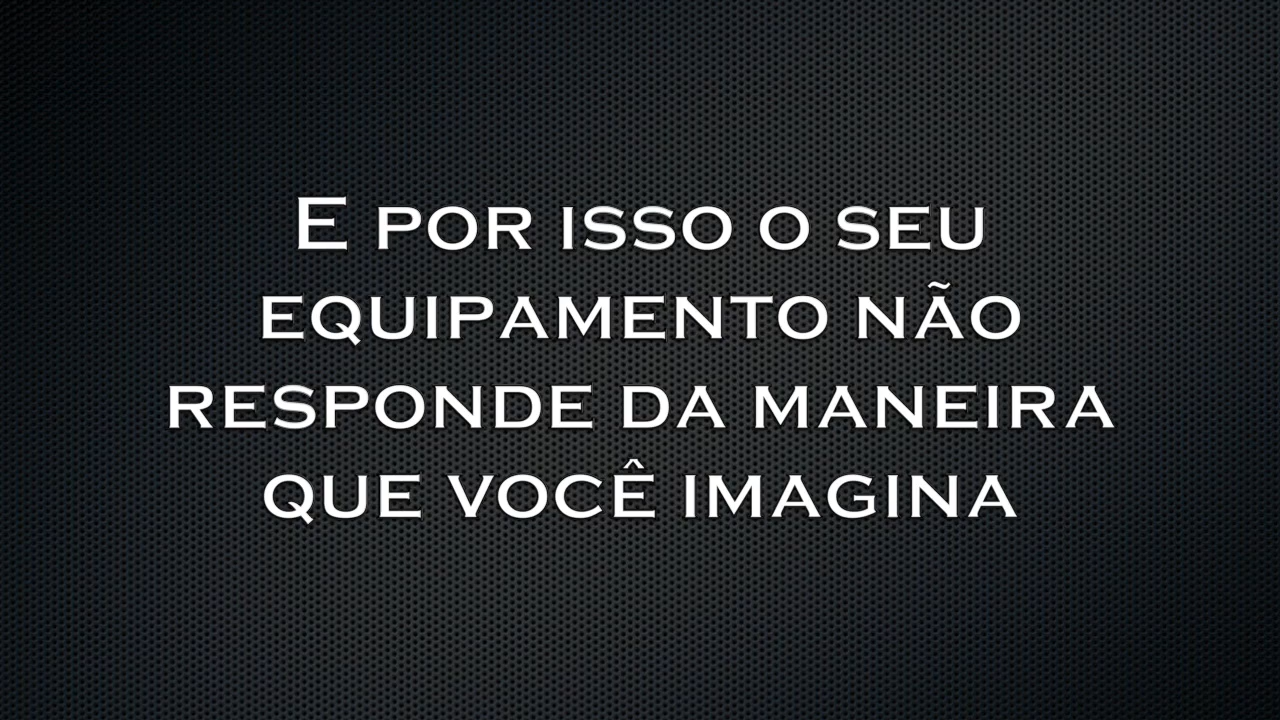 E por isso o seu
equipamento não
responde da maneira
que você imagina